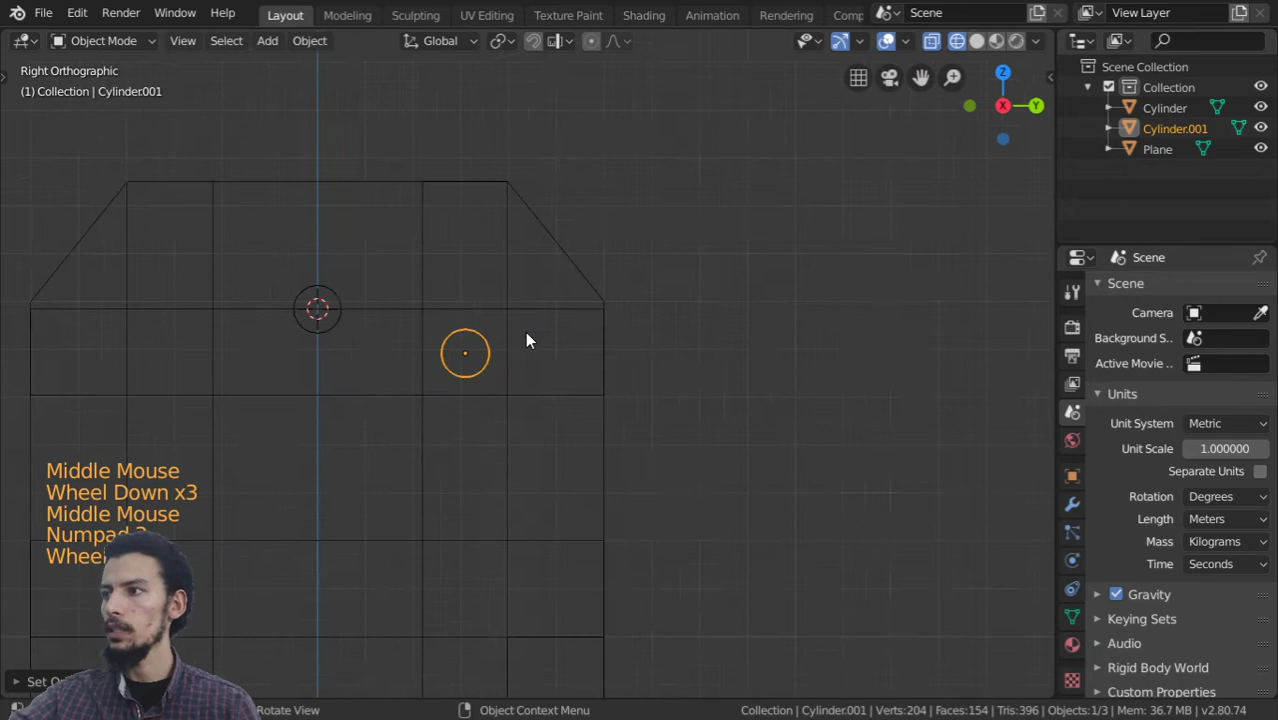 File Edit Render Window Help Layout Modeling Sculpting UV Editing Texture Paint Shading Animation Rendering Comp Scene View Layer
Object Mode View Select Add Object Global
Right Orthographic
(1) Collection | Cylinder001
X Y Z
Scene Collection
Collection
Cylinder
Cylinder.001
Plane
Scene
Scene
Camera
Background S..
Active Movie ..
Units
Unit System Metric
Unit Scale 1.000000
Separate Units
Rotation Degrees
Length Meters
Mass Kilograms
Time Seconds
Gravity
Keying Sets
Audio
Rigid Body World
Custom Properties
Middle Mouse
Wheel Down x3
Middle Mouse
Numpad
Wheel
Set
Rotate View Object Context Menu Collection | Cylinder.001 | Verts:204 | Faces:154 | Tris:396 | Objects:1/3 | Mem: 36.7 MB | v2.80.74